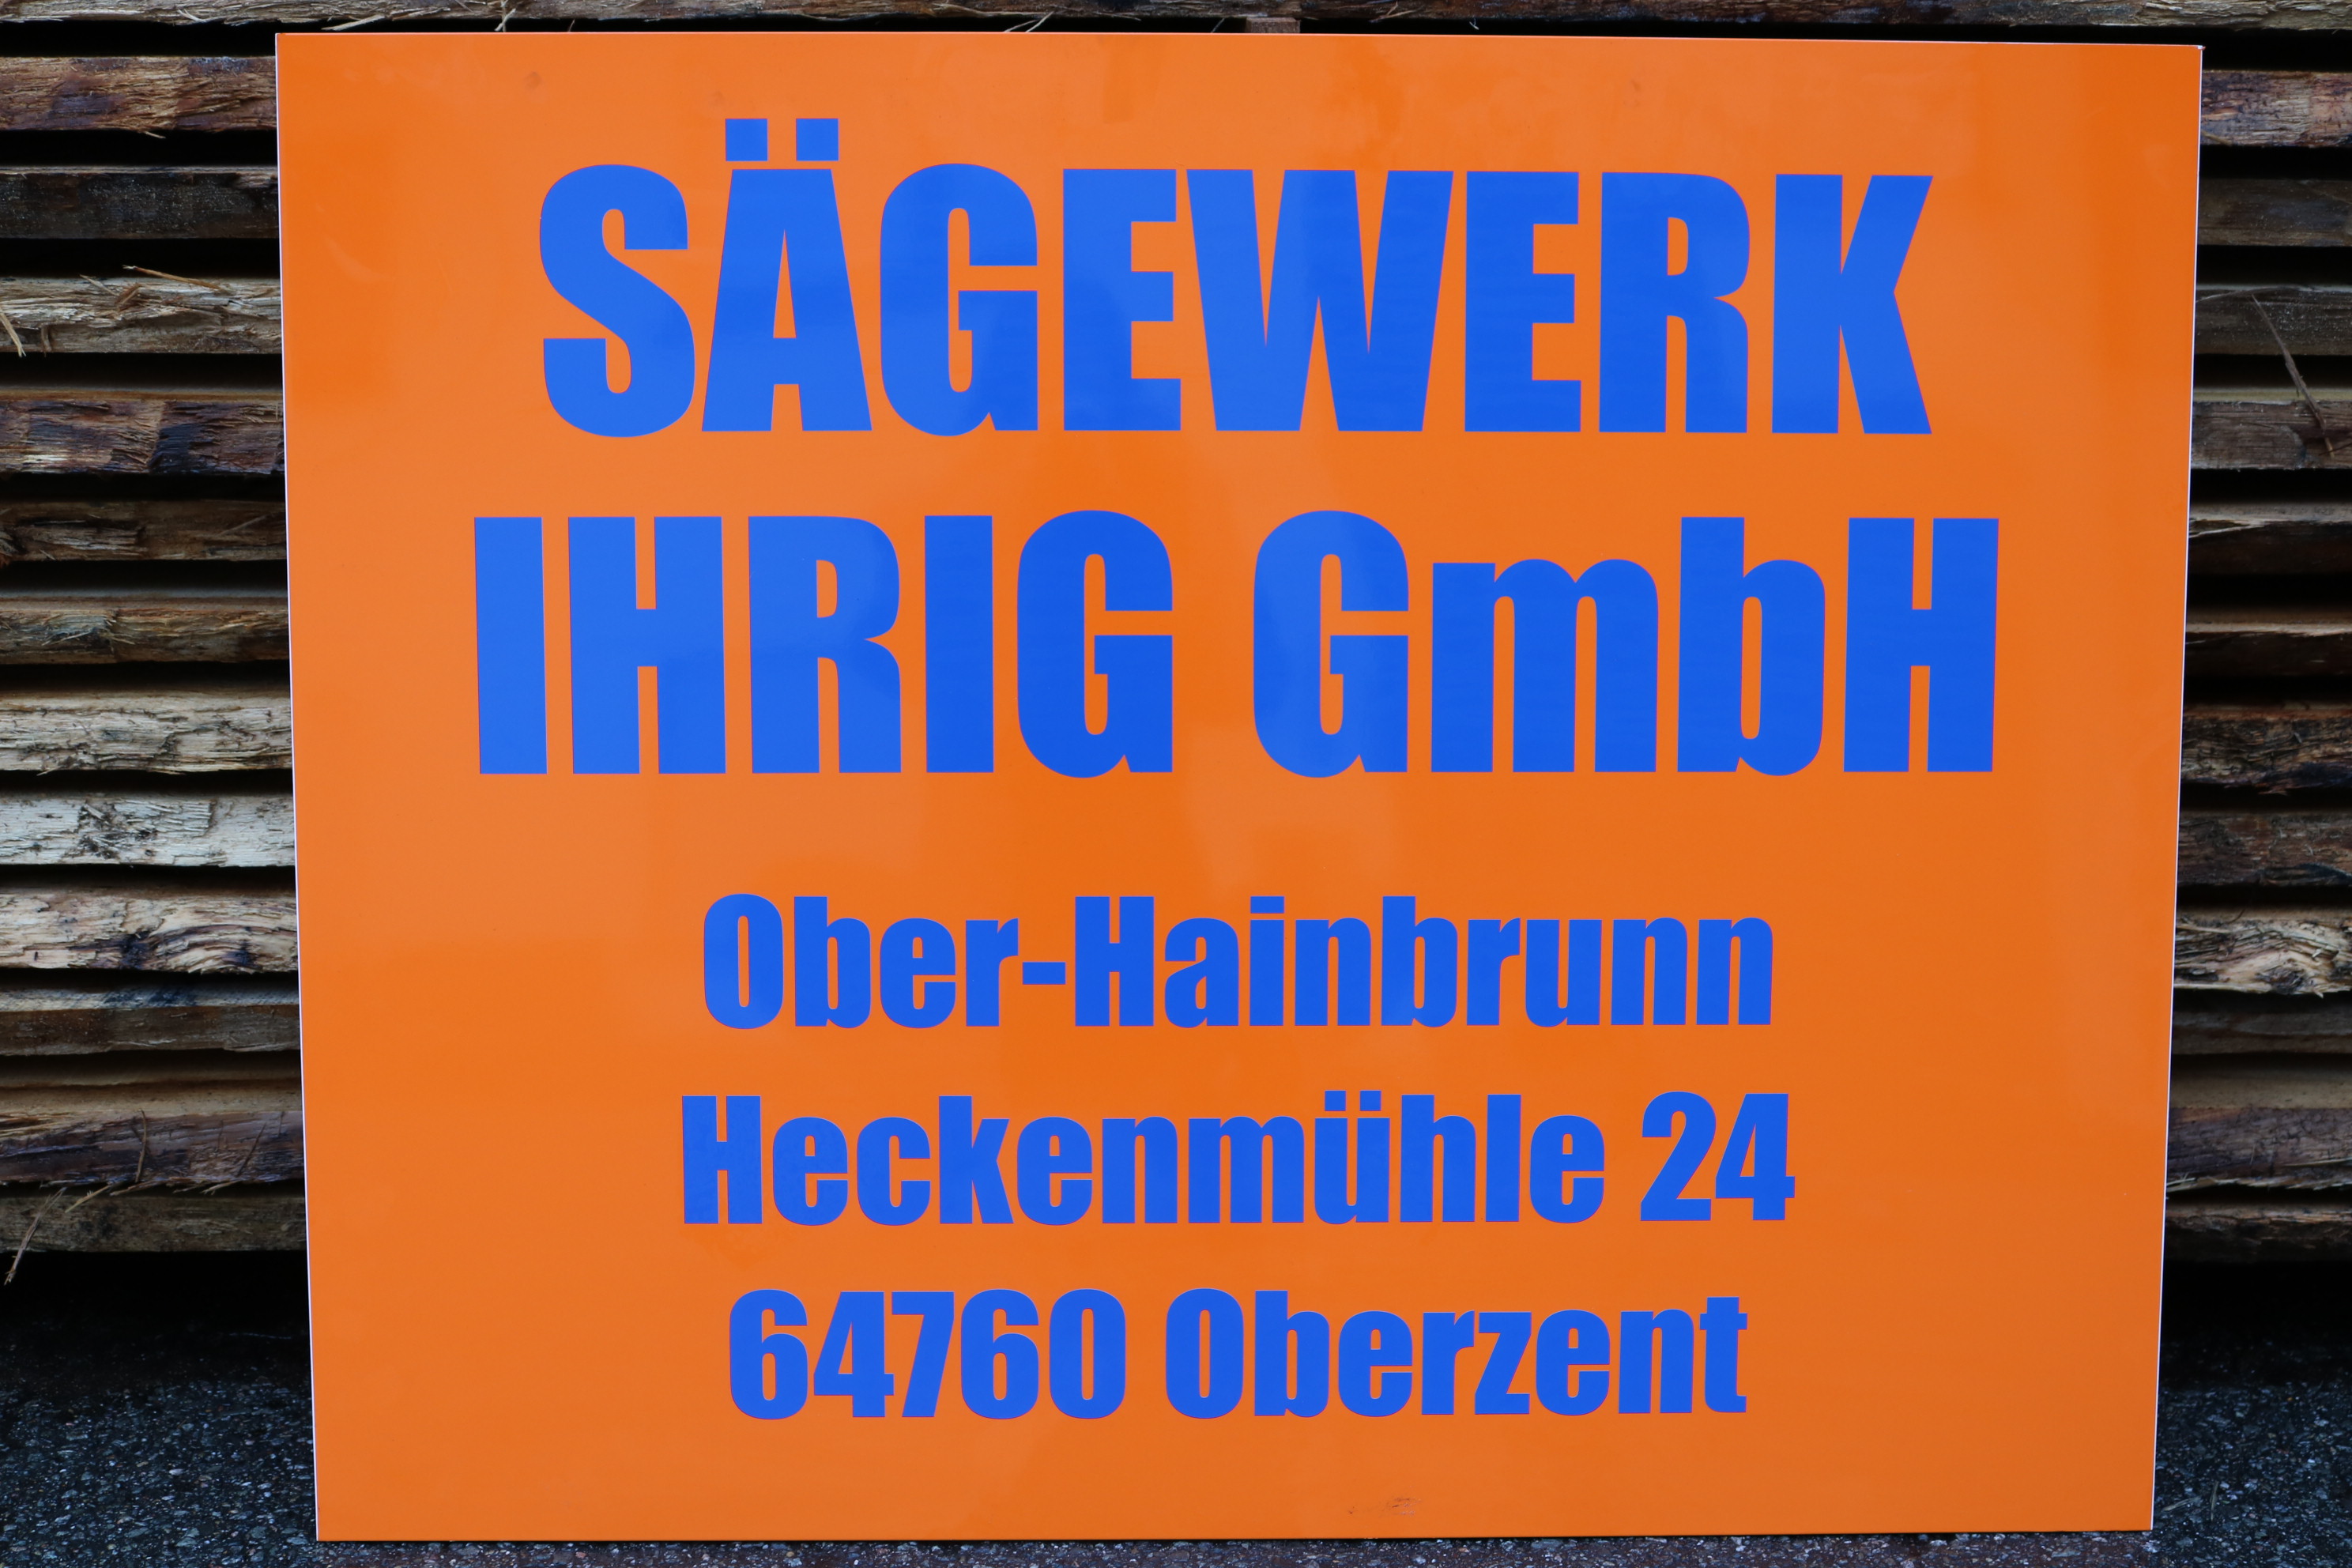 SÄGEWERK
IHRIG GmbH
Ober-Hainbrunn
Heckenmühle 24
64760 Oberzent